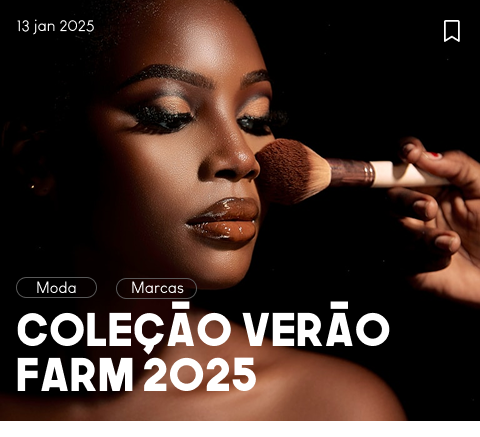 13 jan 2025
Moda
Marcas
COLEÇÃO VERÃO
FARM 2025